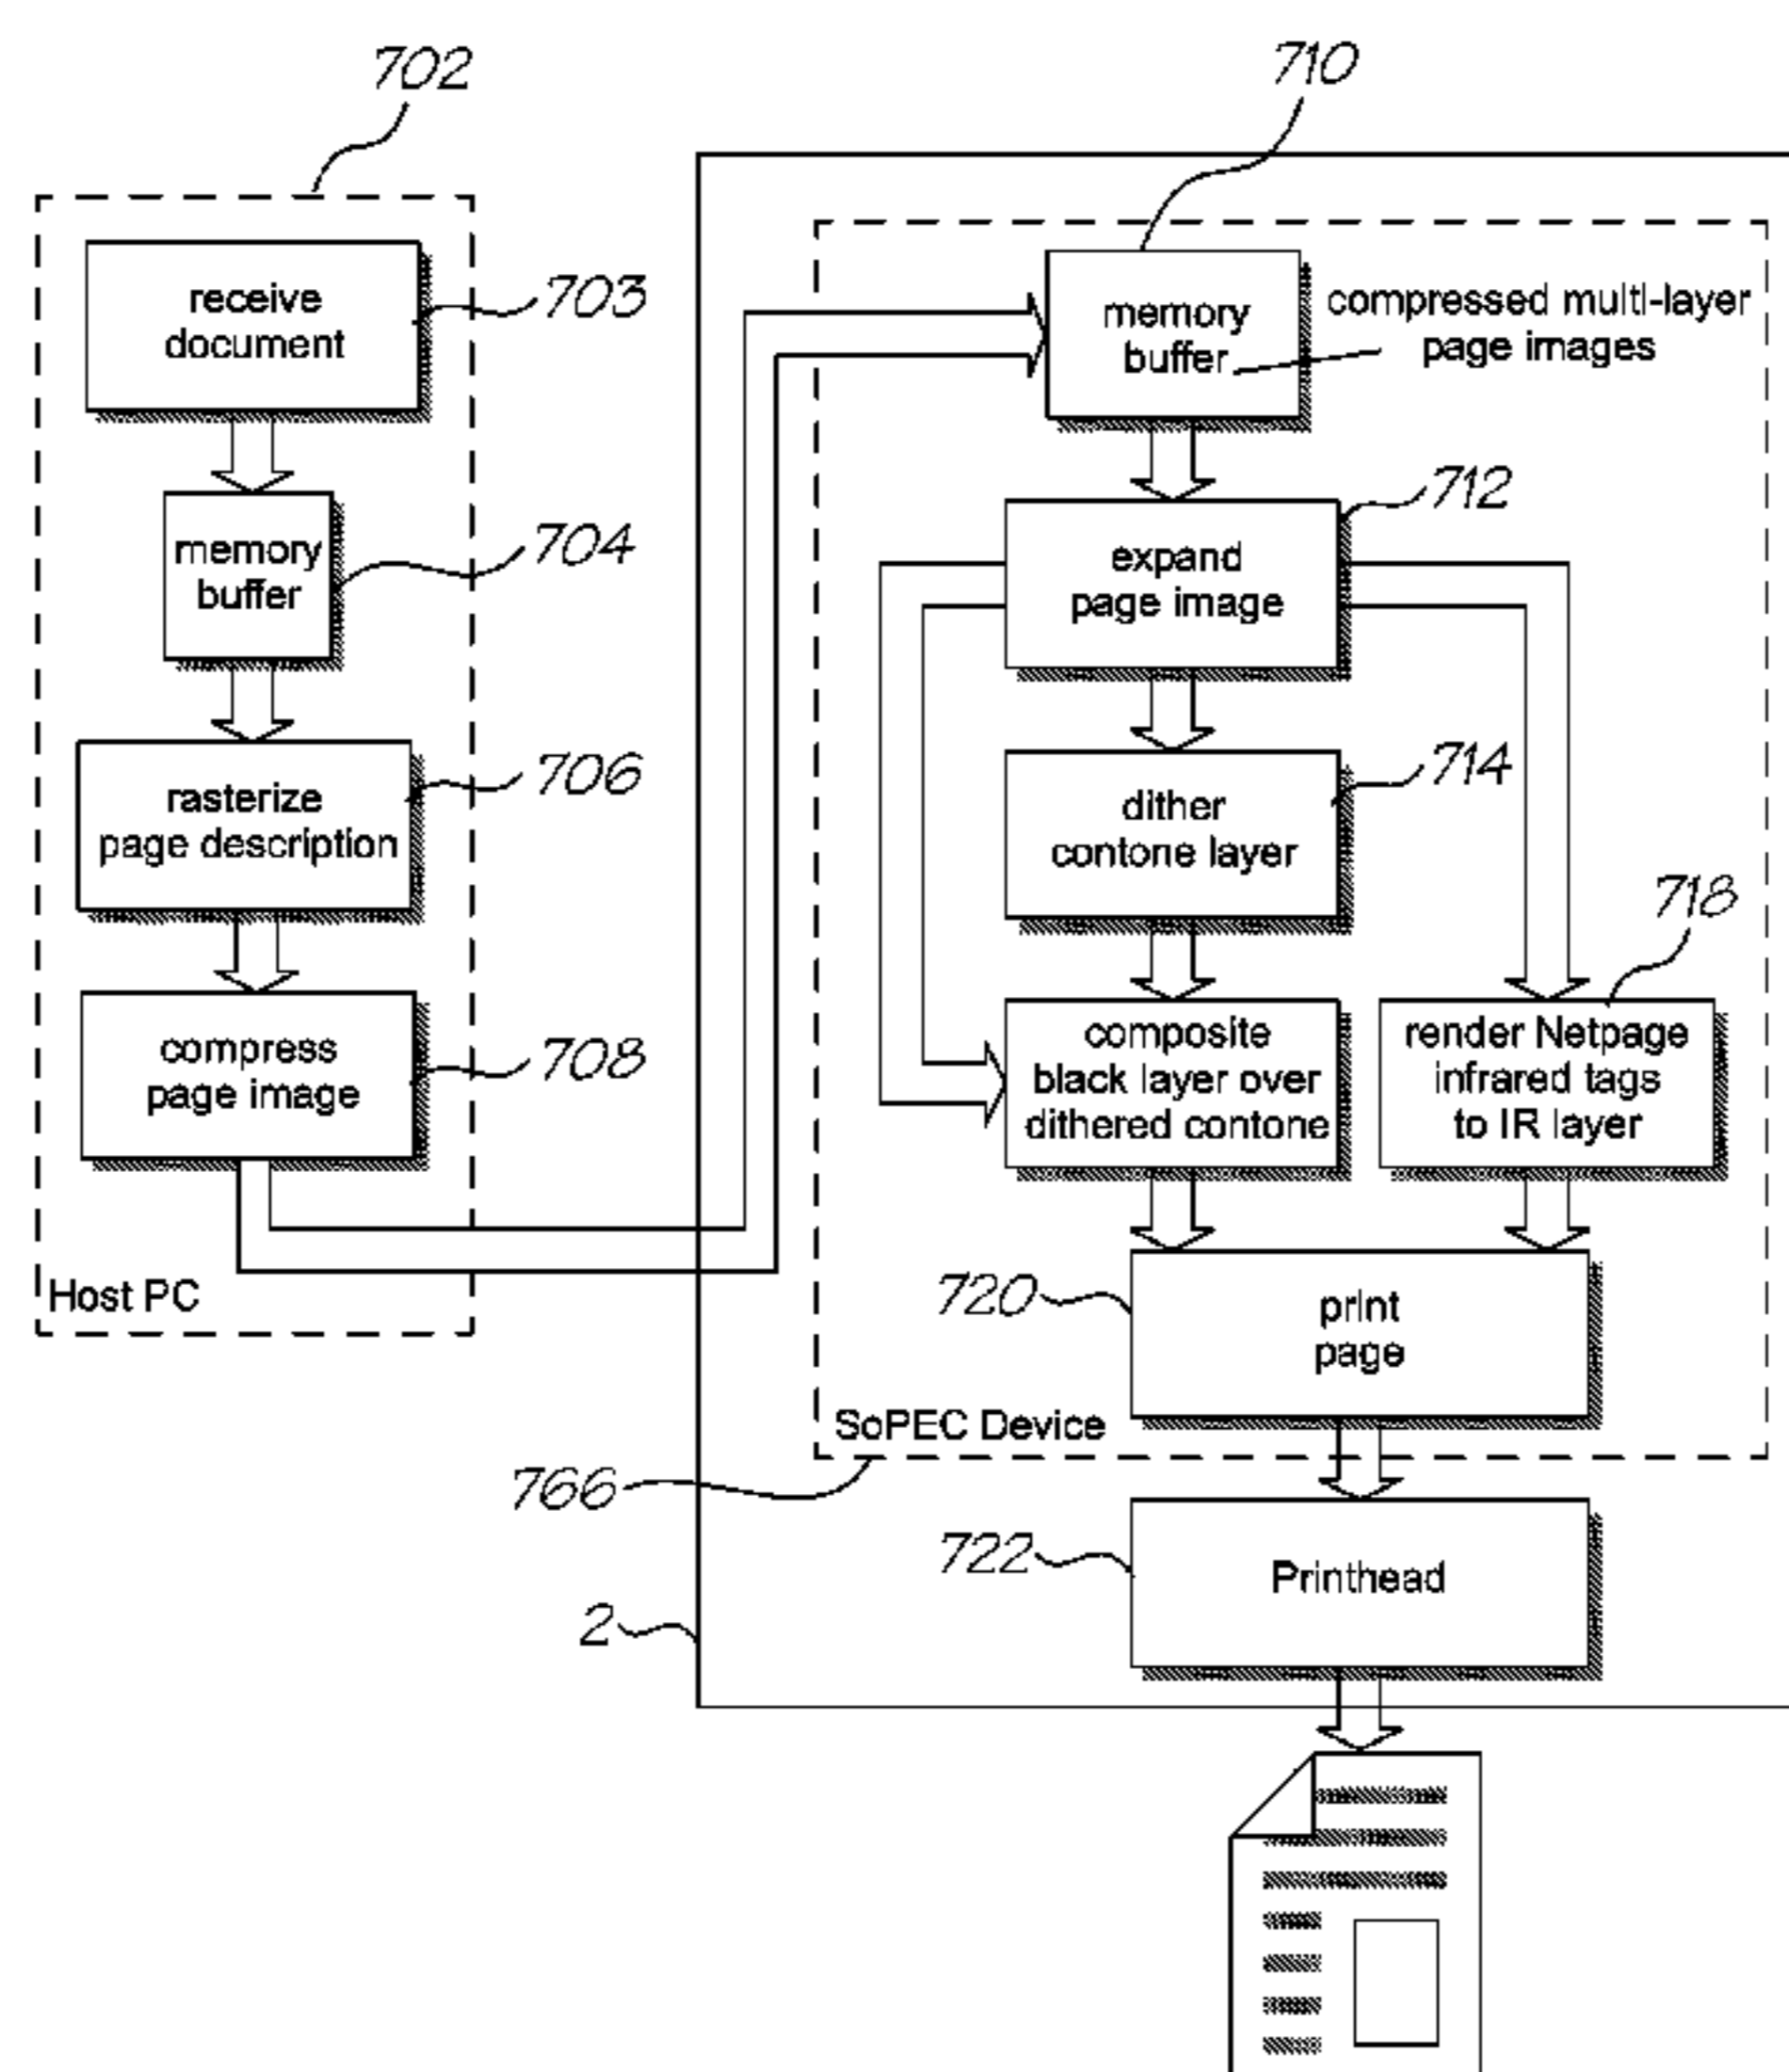 702
receive
document
703
memory
buffer
704
rasterize
page description
706
compress
page image
708
Host PC
710
memory
buffer
compressed multi-layer
page images
expand
page image
712
dither
contone layer
714
composite
black layer over
dithered contone
718
render Netpage
infrared tags
to IR layer
720
print
page
SoPEC Device
766
722
Printhead
2